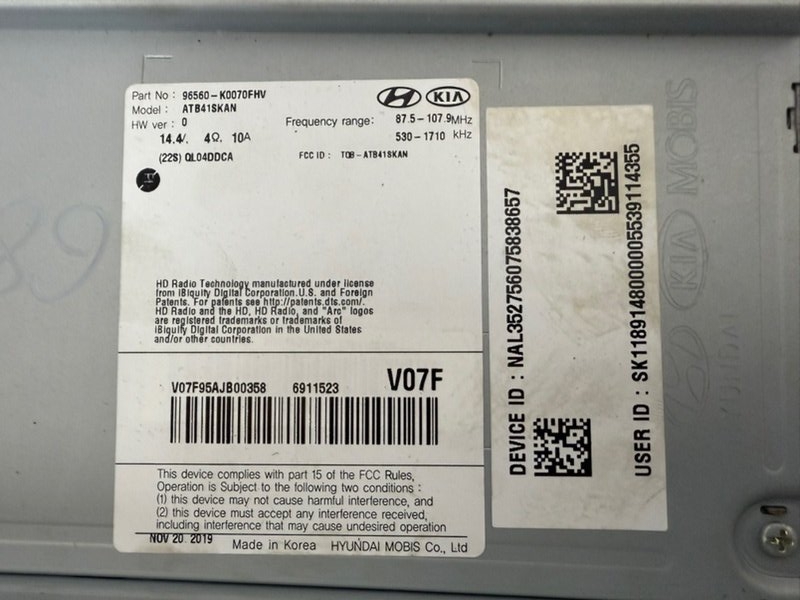 Part No : 96560-K0070FHV
Model : ATB41SKAN
HW ver : 0
14.4/. 4Ω, 10A
(22S) QL04DDCA
KIA
Frequency range: 87.5-107.9MHz
530-1710 kHz
FCC ID : TQ8-ATB41SKAN
HD Radio Technology manufactured under license
from iBiquity Digital Corporation.U.S. and Foreign
Patents. For patents see http://patents.dts.com/.
HD Radio and the HD, HD Radio, and "Arc" logos
are registered trademarks or trademarks of
iBiquity Digital Corporation in the United States
and/or other countries.
V07F95AJB00358 6911523 V07F
This device complies with part 15 of the FCC Rules,
Operation is Subject to the following two conditions :
(1) this device may not cause harmful interference, and
(2) this device must accept any interference received,
including interference that may cause undesired operation
NOV 20. 2019 Made in Korea HYUNDAI MOBIS Co., Ltd
DEVICE ID : NAL352756075838657
USER ID : SK11891480000005539114355
KIA MOBIS